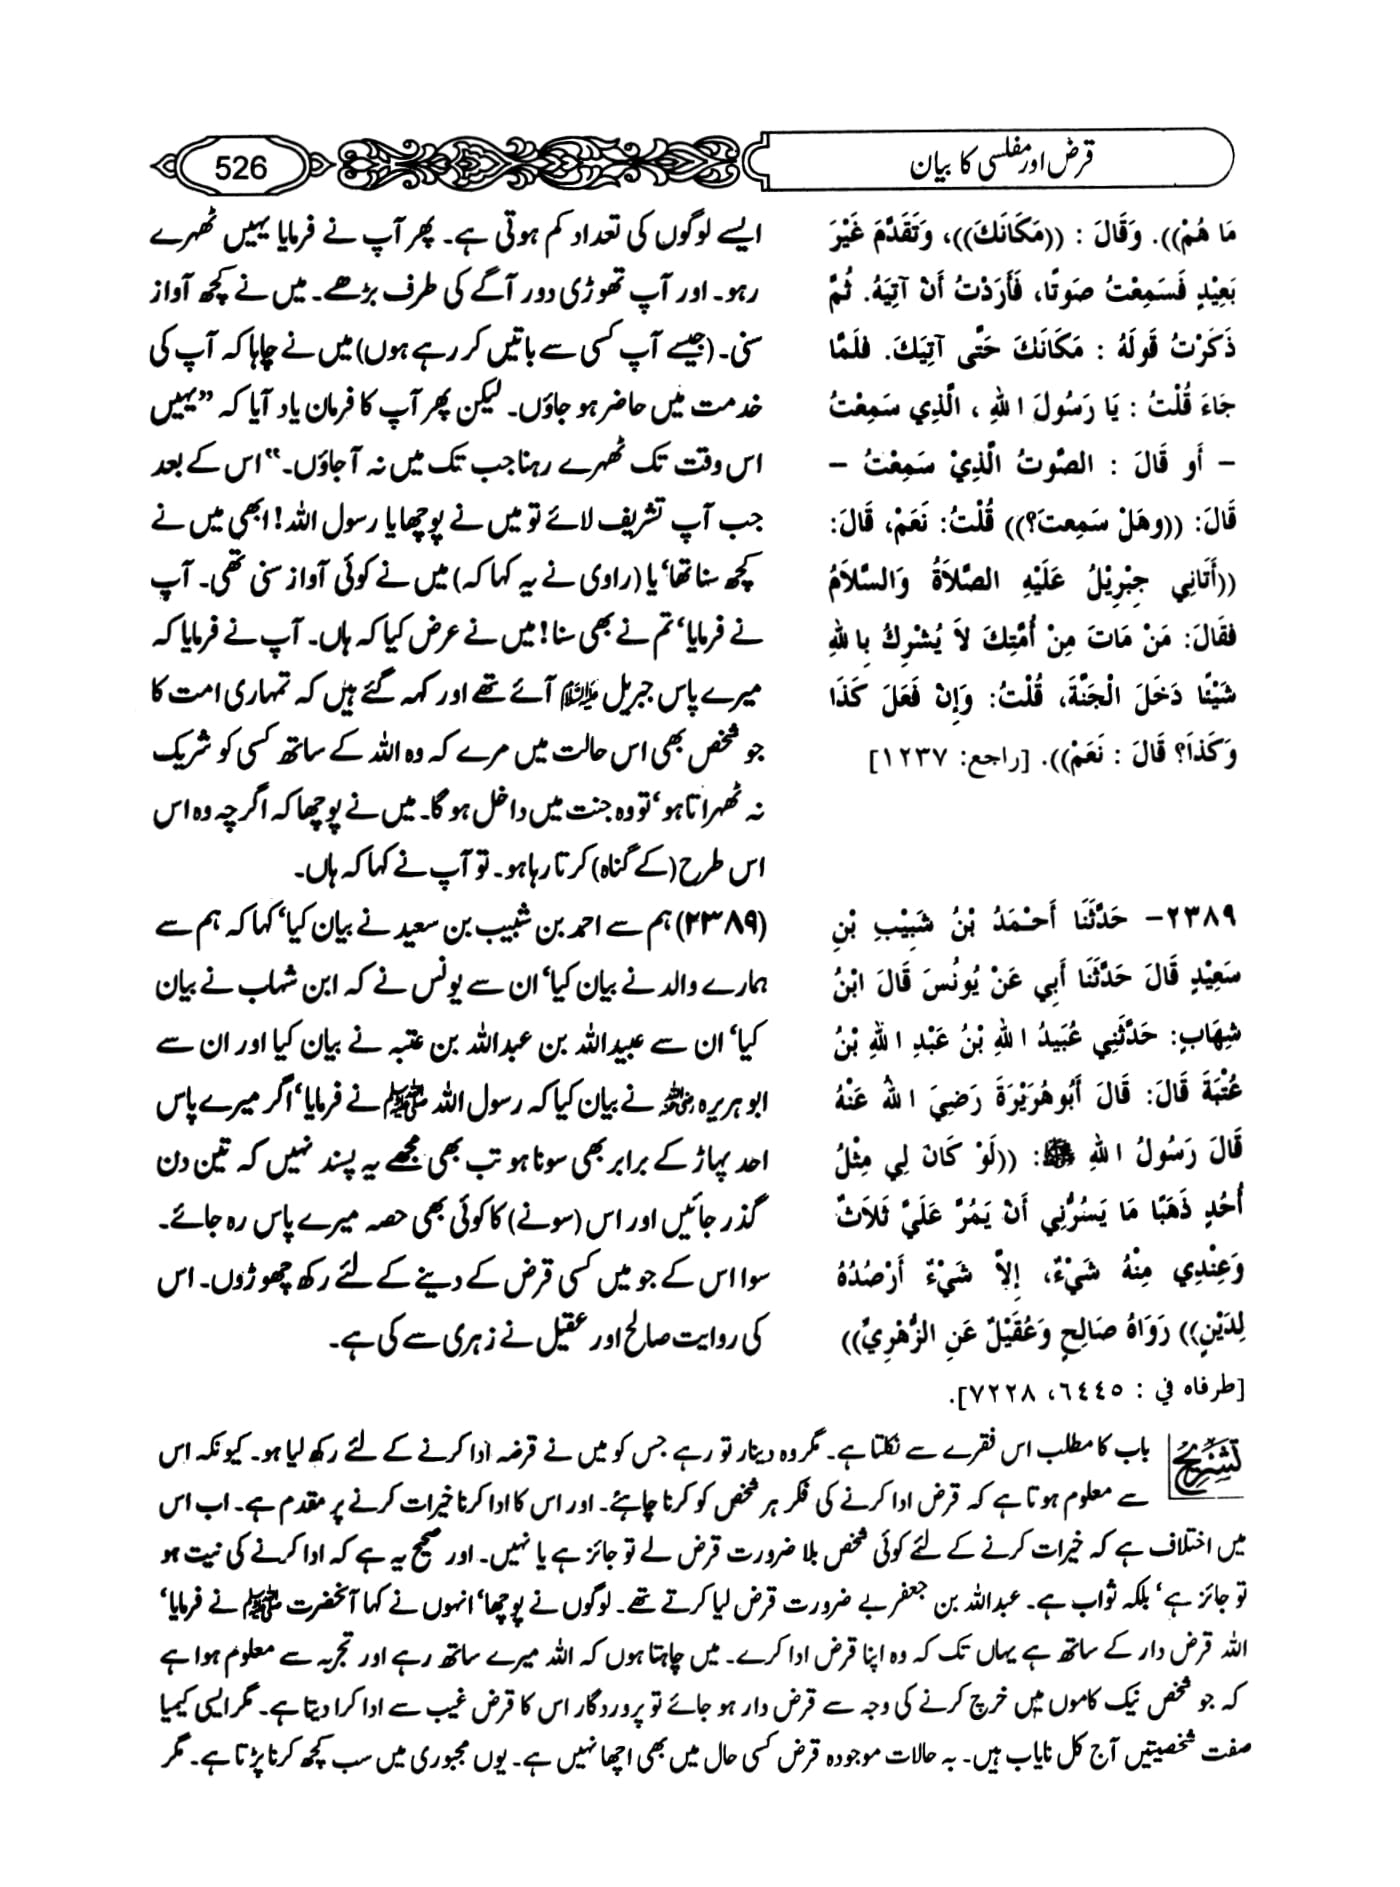 قرض اور مفلسی کا بیان
526
مَا هُمْ)). وَقَالَ : ((مَكَانَكَ))، وَتَقَدَّمَ غَيْرَ
بَعِيْدٍ فَسَمِعْتُ صَوتًا، فَأَرَدْتُ أَنْ آتِيَهُ. ثُمَّ
ذَكَرْتُ قَولَهُ : مَكَانَكَ حَتَّى آتِيَكَ. فَلَمَّا
جَاءَ قُلْتُ : يَا رَسُولَ اللهِ ، الَّذِي سَمِعْتُ
– أَو قَالَ : الصَّوتُ الَّذِيْ سَمِعْتُ –
قَالَ: ((وهَلْ سَمِعتَ؟)) قُلْتُ: نَعَمْ، قَالَ:
((أَتَانِي جِبْرِيْلُ عَلَيْهِ الصَّلاَةُ وَالسَّلاَمُ
فقَالَ: مَنْ مَاتَ مِنْ أُمَّتِكَ لاَ يُشْرِكُ بِاللهِ
شَيْئًا دَخَلَ الْجَنَّةَ، قُلْتُ: وَإِنْ فَعَلَ كَذَا
وَكَذاَ؟ قَالَ : نَعَمْ)). [راجع: ١٢٣٧]
ایسے لوگوں کی تعداد کم ہوتی ہے۔ پھر آپ نے فرمایا یہیں ٹھہرے
رہو۔ اور آپ تھوڑی دور آگے کی طرف بڑھے۔ میں نے کچھ آواز
سنی۔ (جیسے آپ کسی سے باتیں کر رہے ہوں) میں نے چاہا کہ آپ کی
خدمت میں حاضر ہو جاؤں۔ لیکن پھر آپ کا فرمان یاد آیا کہ ”یہیں
اس وقت تک ٹھہرے رہنا جب تک میں نہ آ جاؤں۔“ اس کے بعد
جب آپ تشریف لائے تو میں نے پوچھا یا رسول اللہ! ابھی میں نے
کچھ سنا تھا‘ یا (راوی نے یہ کہا کہ) میں نے کوئی آواز سنی تھی۔ آپ
نے فرمایا‘ تم نے بھی سنا! میں نے عرض کیا کہ ہاں۔ آپ نے فرمایا کہ
میرے پاس جبریل علیہ السلام آئے تھے اور کہہ گئے ہیں کہ تمہاری امت کا
جو شخص بھی اس حالت میں مرے کہ وہ اللہ کے ساتھ کسی کو شریک
نہ ٹھہراتا ہو‘ تو وہ جنت میں داخل ہو گا۔ میں نے پوچھا کہ اگرچہ وہ اس
اس طرح (کے گناہ) کرتا رہا ہو۔ تو آپ نے کہا کہ ہاں۔
٢٣٨٩– حَدَّثَنَا أَحْمَدُ بْنُ شَبِيْبِ بْنِ
سَعِيْدٍ قَالَ حَدَّثَنَا أَبِي عَنْ يُونُسَ قَالَ ابْنُ
شِهَابٍ: حَدَّثَنِي عُبَيدُ اللهِ بْنُ عَبْدِ اللهِ بْنُ
عُتْبَةَ قَالَ: قَالَ أَبُوهُرَيْرَةَ رَضِيَ اللهُ عَنْهُ
قَالَ رَسُولُ اللهِ ﷺ: ((لَوْ كَانَ لِي مِثْلُ
أُحُدٍ ذَهَبًا مَا يَسُرُّنِي أَنْ يَمُرَّ عَلَيَّ ثَلاَثٌ
وَعِنْدِي مِنْهُ شَيْءٌ، إِلاَّ شَيْءٌ أَرْصُدُهُ
لِدَيْنٍ)) رَوَاهُ صَالِحٍ وَعُقَيْلٌ عَنِ الزُّهْرِيِّ))
[طرفاه في : ٦٤٤٥، ٧٢٢٨].
(٢٣٨٩) ہم سے احمد بن شبیب بن سعید نے بیان کیا‘ کہا کہ ہم سے
ہمارے والد نے بیان کیا‘ ان سے یونس نے کہ ابن شہاب نے بیان
کیا‘ ان سے عبیداللہ بن عبداللہ بن عتبہ نے بیان کیا اور ان سے
ابو ہریرہ رضی اللہ عنہ نے بیان کیا کہ رسول اللہ ﷺ نے فرمایا‘ اگر میرے پاس
احد پہاڑ کے برابر بھی سونا ہو تب بھی مجھے یہ پسند نہیں کہ تین دن
گذر جائیں اور اس (سونے) کا کوئی بھی حصہ میرے پاس رہ جائے۔
سوا اس کے جو میں کسی قرض کے دینے کے لئے رکھ چھوڑوں۔ اس
کی روایت صالح اور عقیل نے زہری سے کی ہے۔
تشریح باب کا مطلب اس فقرے سے نکلتا ہے۔ مگر وہ دینار تو رہے جس کو میں نے قرضہ ادا کرنے کے لئے رکھ لیا ہو۔ کیونکہ اس
سے معلوم ہوتا ہے کہ قرض ادا کرنے کی فکر ہر شخص کو کرنا چاہئے۔ اور اس کا ادا کرنا خیرات کرنے پر مقدم ہے۔ اب اس
میں اختلاف ہے کہ خیرات کرنے کے لئے کوئی شخص بلا ضرورت قرض لے تو جائز ہے یا نہیں۔ اور صحیح یہ ہے کہ ادا کرنے کی نیت ہو
تو جائز ہے‘ بلکہ ثواب ہے۔ عبداللہ بن جعفر بے ضرورت قرض لیا کرتے تھے۔ لوگوں نے پوچھا‘ انہوں نے کہا آنحضرت ﷺ نے فرمایا‘
اللہ قرض دار کے ساتھ ہے یہاں تک کہ وہ اپنا قرض ادا کرے۔ میں چاہتا ہوں کہ اللہ میرے ساتھ رہے اور تجربہ سے معلوم ہوا ہے
کہ جو شخص نیک کاموں میں خرچ کرنے کی وجہ سے قرض دار ہو جائے تو پروردگار اس کا قرض غیب سے ادا کرا دیتا ہے۔ مگر ایسی کیمیا
صفت شخصیتیں آج کل نایاب ہیں۔ بہ حالات موجودہ قرض کسی حال میں بھی اچھا نہیں ہے۔ یوں مجبوری میں سب کچھ کرنا پڑتا ہے۔ مگر